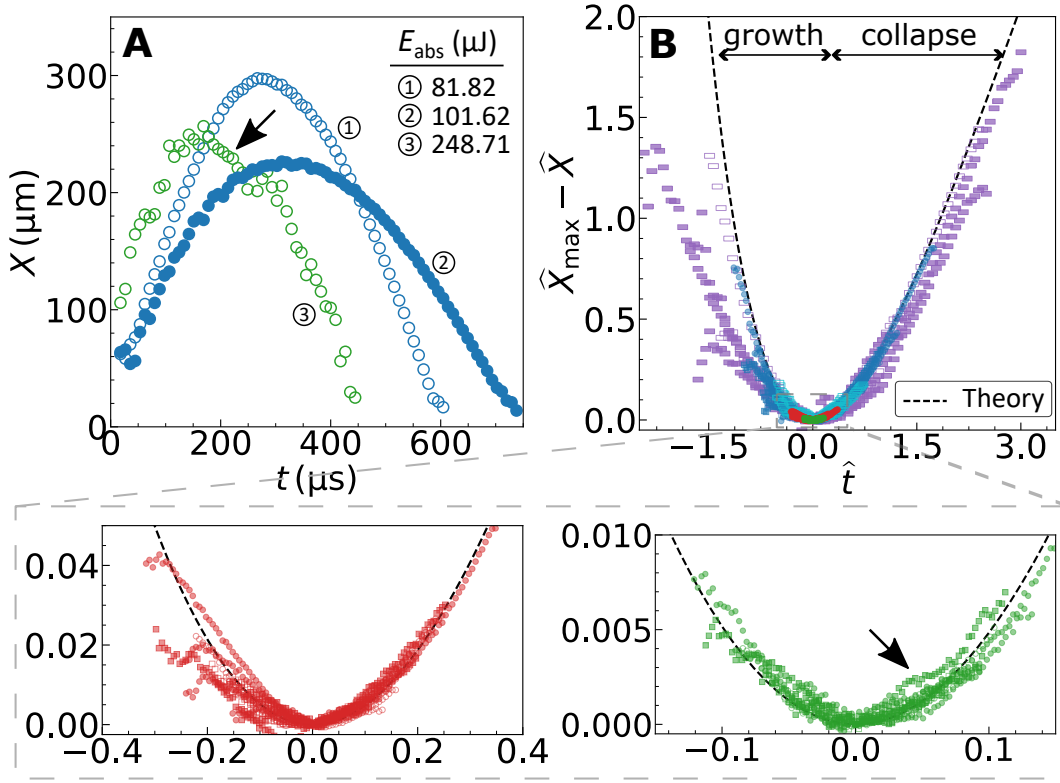 A
E_abs (μJ)
① 81.82
② 101.62
③ 248.71
①
②
③
X (μm)
300
200
100
0
0 200 400 600
t (μs)
B
growth collapse
X̂_max − X̂
2.0
1.5
1.0
0.5
0.0
Theory
−1.5 0.0 1.5 3.0
t̂
0.04
0.02
0.00
−0.4 −0.2 0.0 0.2 0.4
0.010
0.005
0.000
−0.1 0.0 0.1